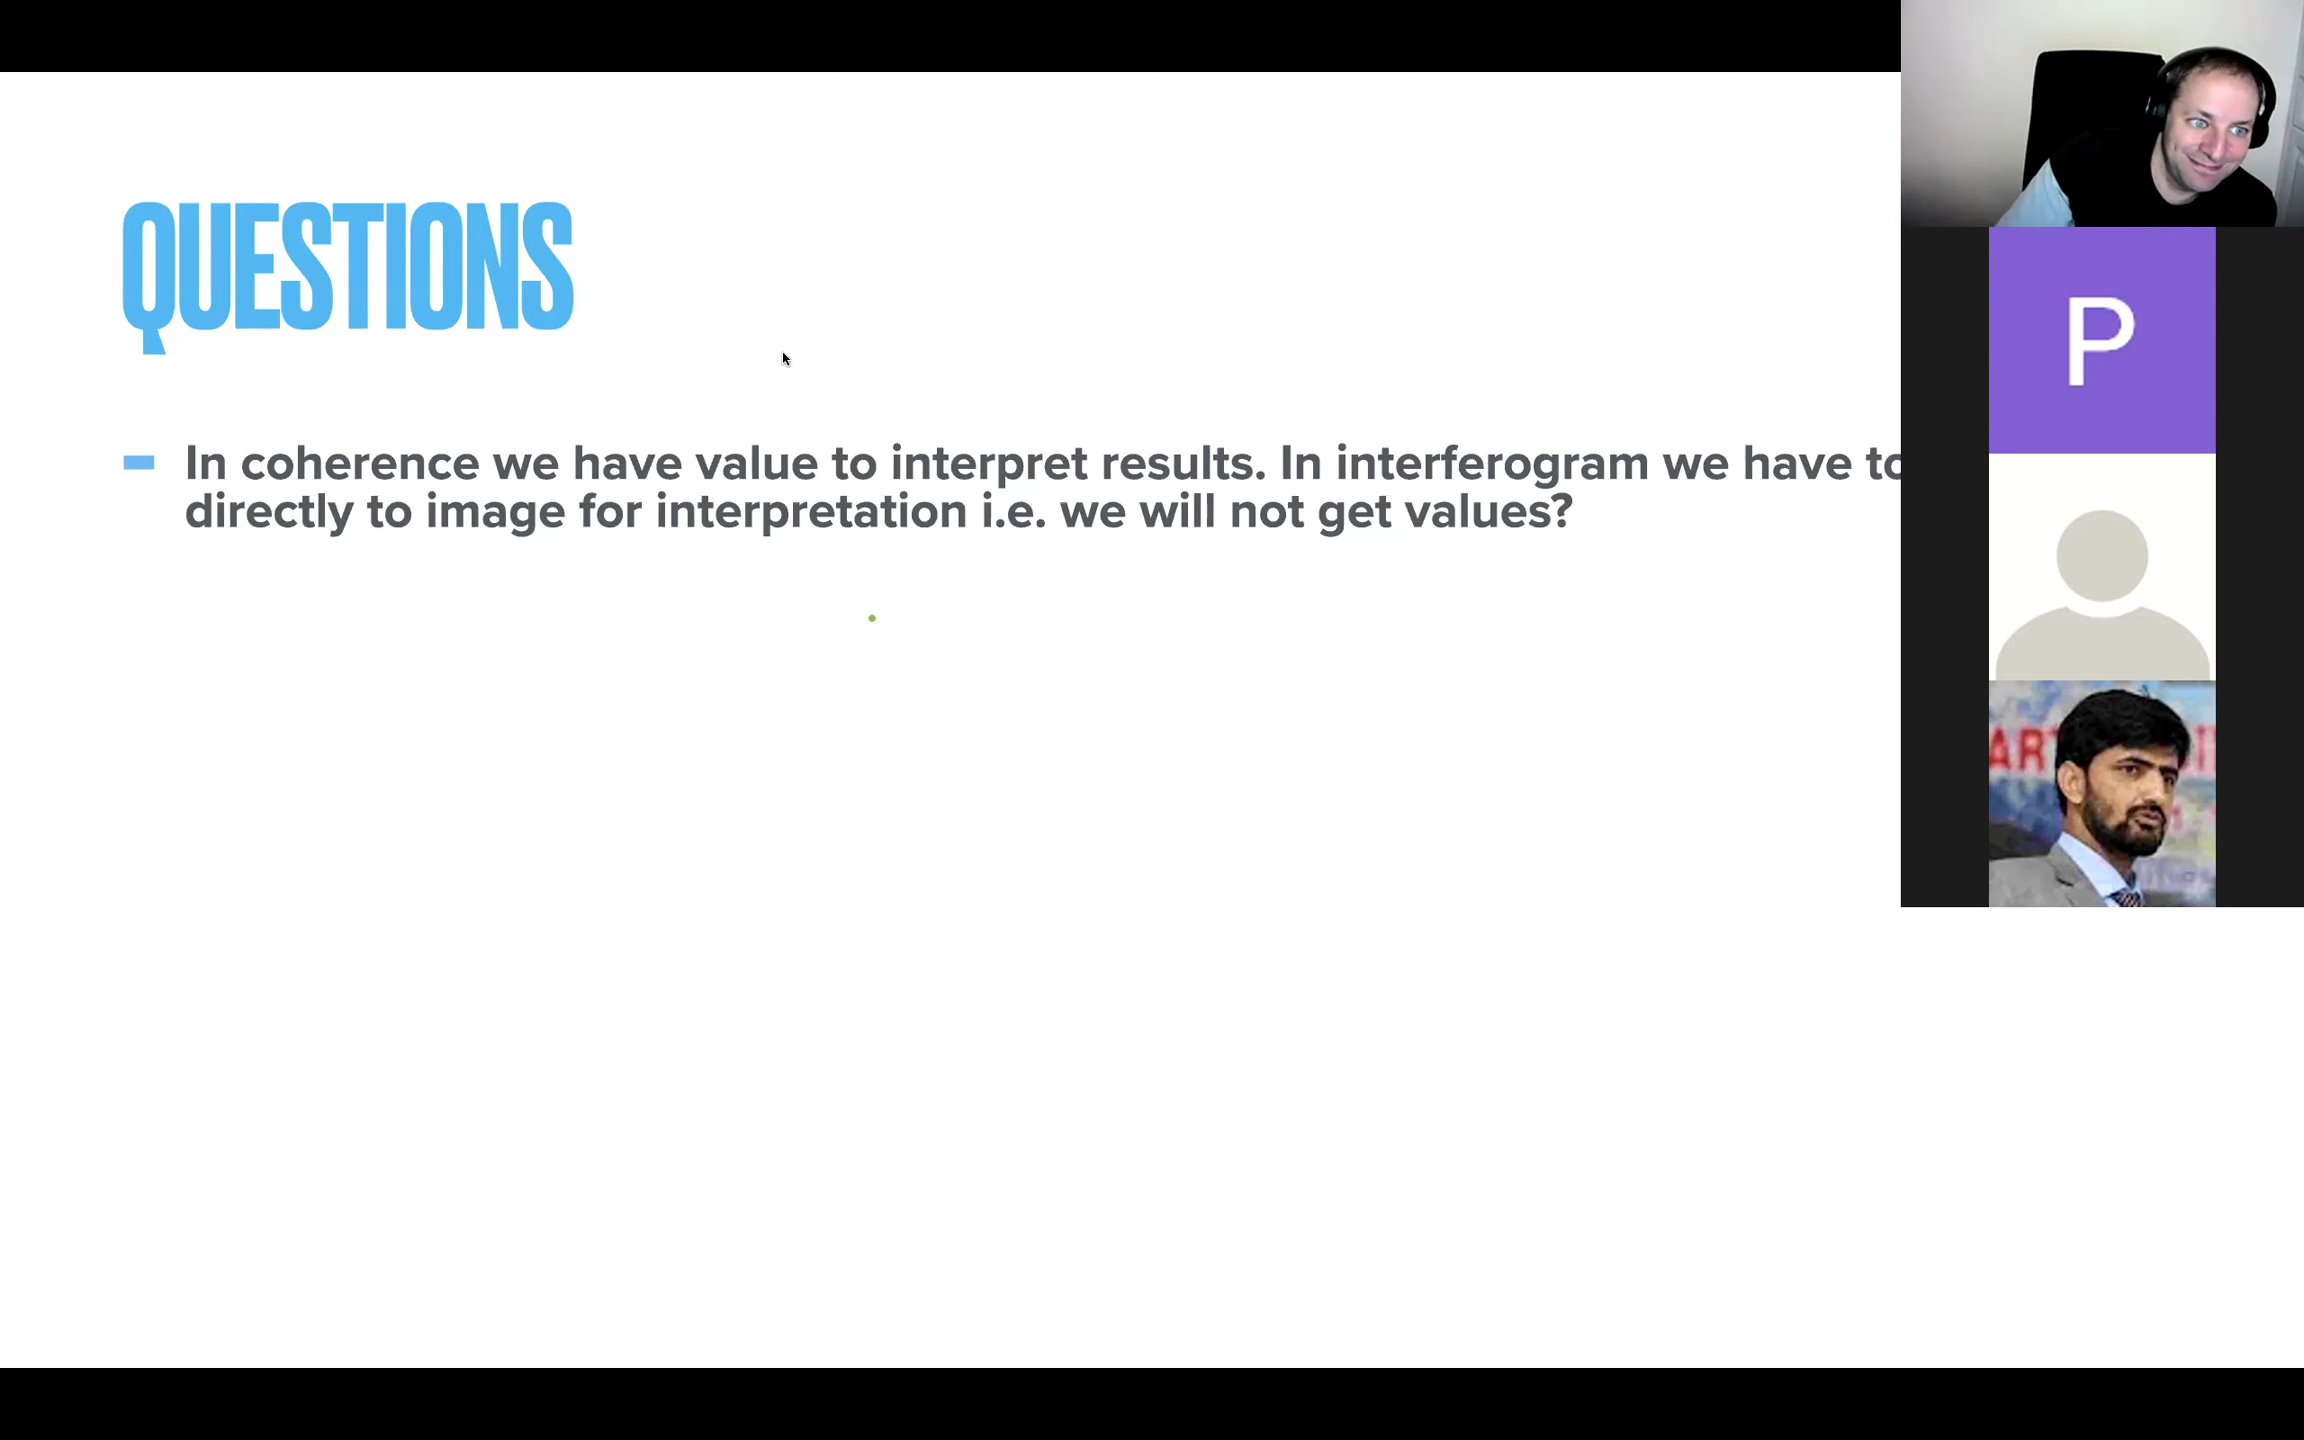 QUESTIONS
In coherence we have value to interpret results. In interferogram we have to
directly to image for interpretation i.e. we will not get values?
P